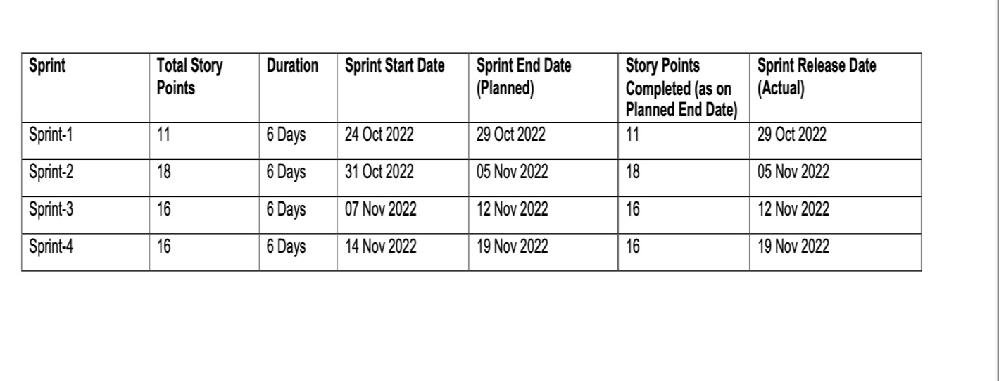 Sprint Total Story Points Duration Sprint Start Date Sprint End Date (Planned) Story Points Completed (as on Planned End Date) Sprint Release Date (Actual)
Sprint-1 11 6 Days 24 Oct 2022 29 Oct 2022 11 29 Oct 2022
Sprint-2 18 6 Days 31 Oct 2022 05 Nov 2022 18 05 Nov 2022
Sprint-3 16 6 Days 07 Nov 2022 12 Nov 2022 16 12 Nov 2022
Sprint-4 16 6 Days 14 Nov 2022 19 Nov 2022 16 19 Nov 2022